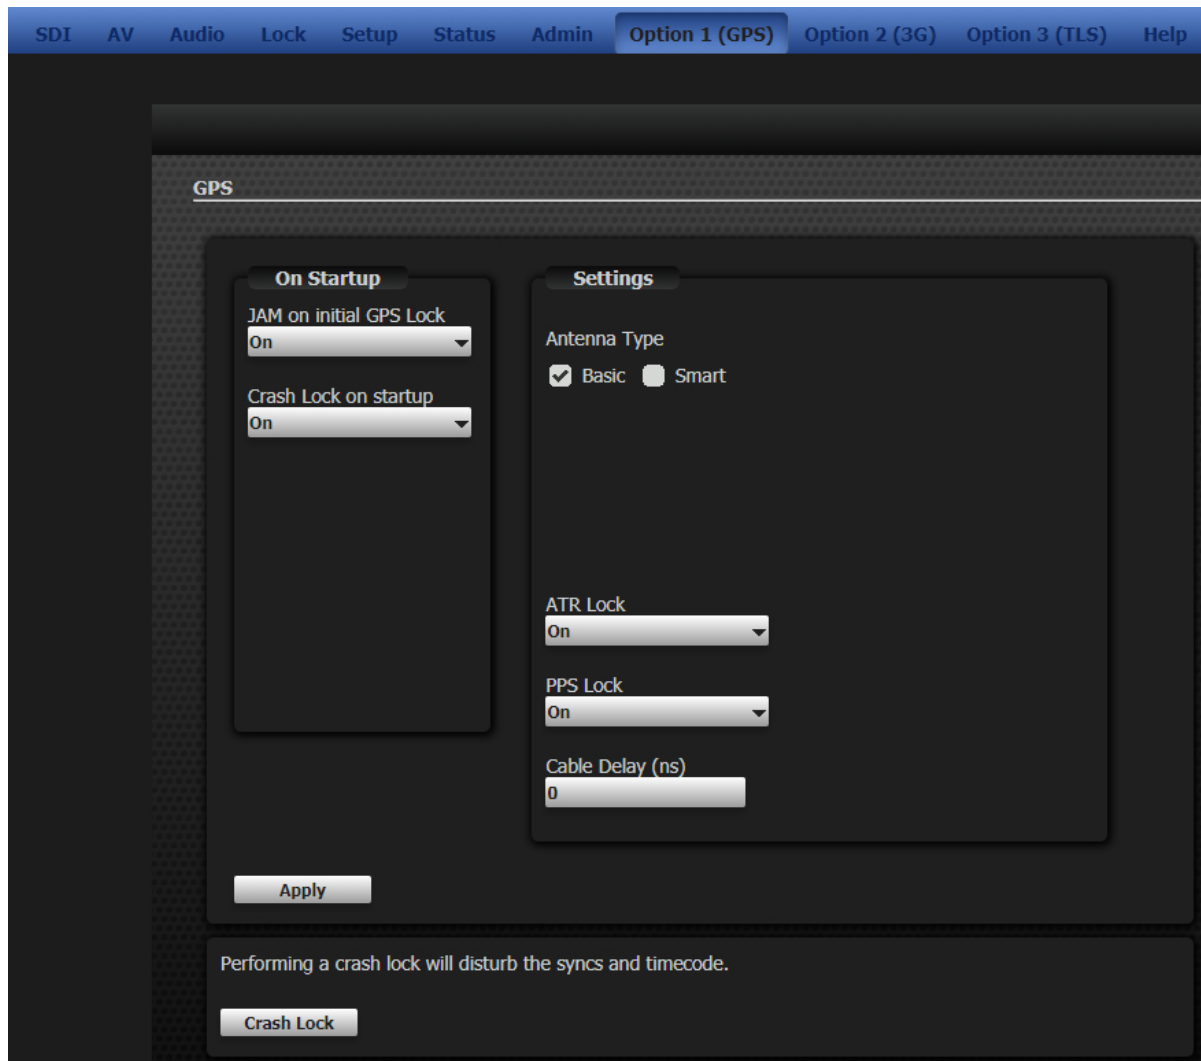 SDI AV Audio Lock Setup Status Admin Option 1 (GPS) Option 2 (3G) Option 3 (TLS) Help
GPS
On Startup
JAM on initial GPS Lock
On
Crash Lock on startup
On
Settings
Antenna Type
Basic Smart
ATR Lock
On
PPS Lock
On
Cable Delay (ns)
0
Apply
Performing a crash lock will disturb the syncs and timecode.
Crash Lock